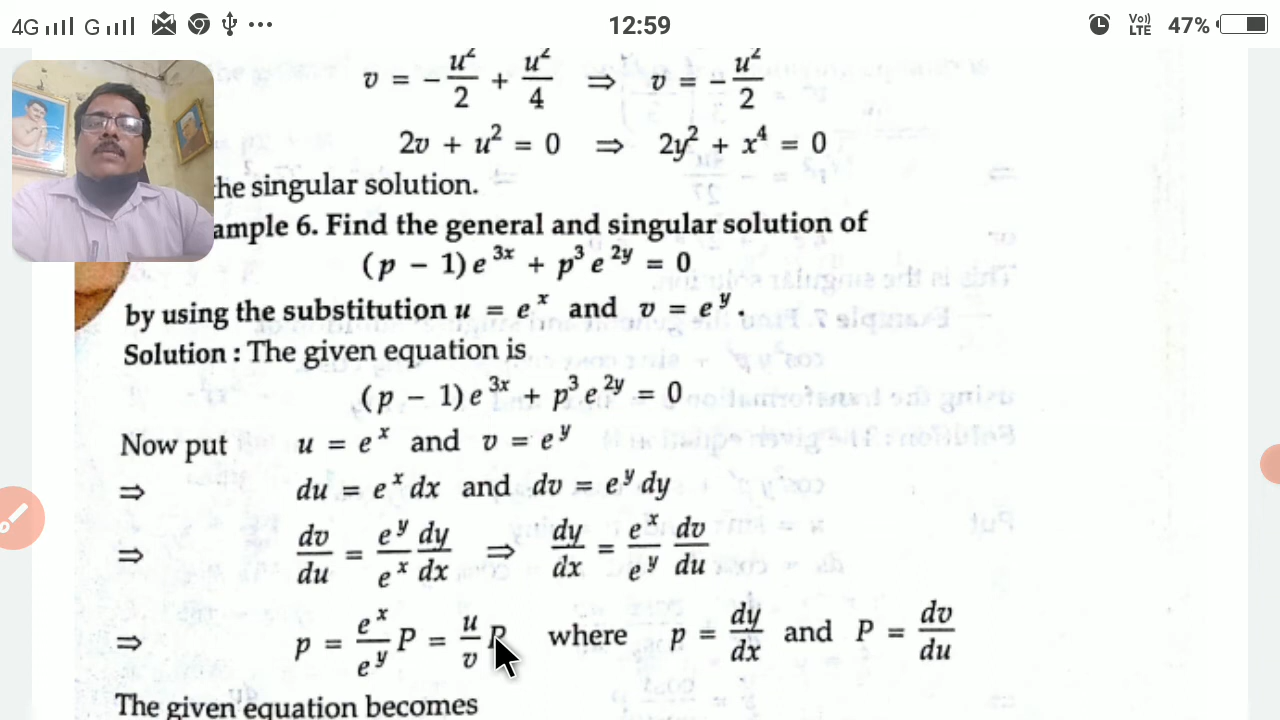 4G G ... 12:59 Vo)) LTE 47%
v = − u²/2 + u²/4 ⇒ v = − u²/2
2v + u² = 0 ⇒ 2y² + x⁴ = 0
the singular solution.
ample 6. Find the general and singular solution of
(p − 1) e^{3x} + p³ e^{2y} = 0
by using the substitution u = e^x and v = e^y.
Solution : The given equation is
(p − 1) e^{3x} + p³ e^{2y} = 0
Now put u = e^x and v = e^y
⇒ du = e^x dx and dv = e^y dy
⇒ dv/du = e^y/e^x dy/dx ⇒ dy/dx = e^x/e^y dv/du
⇒ p = e^x/e^y P = u/v P where p = dy/dx and P = dv/du
The given equation becomes